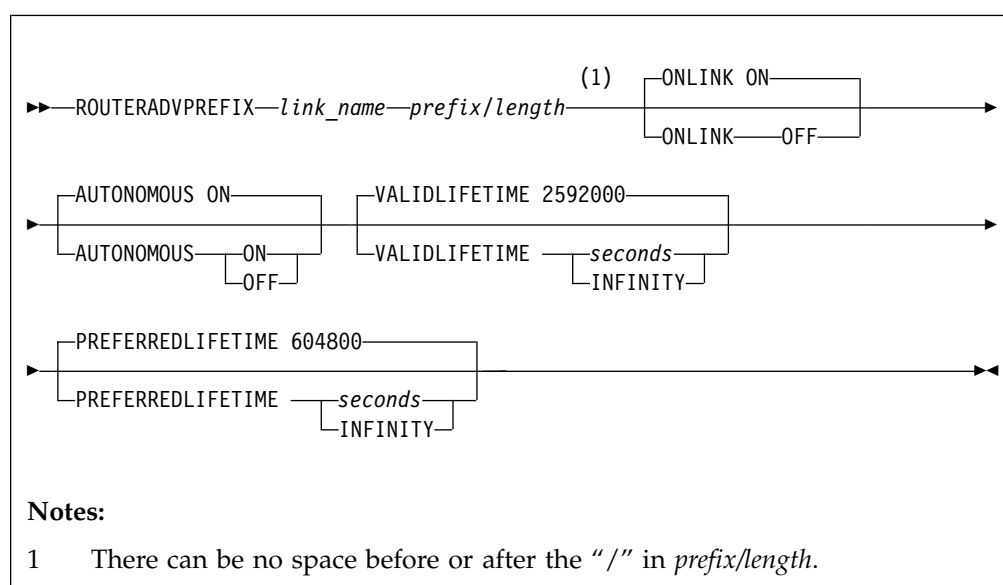 (1) ONLINK ON
ROUTERADVPREFIX link_name prefix/length
ONLINK OFF
AUTONOMOUS ON VALIDLIFETIME 2592000
AUTONOMOUS ON VALIDLIFETIME seconds
OFF INFINITY
PREFERREDLIFETIME 604800
PREFERREDLIFETIME seconds
INFINITY
Notes:
1 There can be no space before or after the “/” in prefix/length.